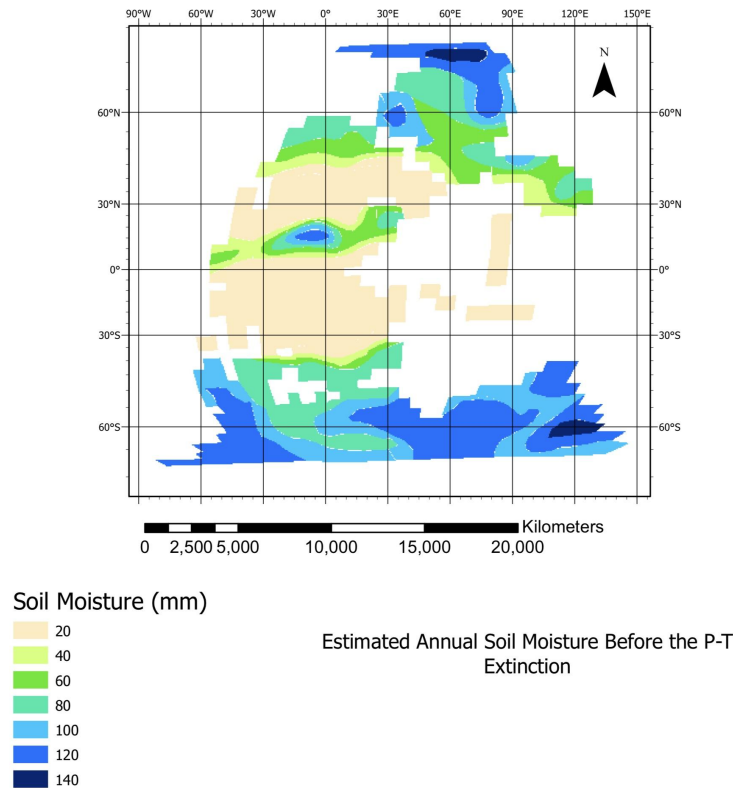 90°W 60°W 30°W 0° 30°E 60°E 90°E 120°E 150°E
N
60°N 60°N
30°N 30°N
0° 0°
30°S 30°S
60°S 60°S
Kilometers
0 2,500 5,000 10,000 15,000 20,000
Soil Moisture (mm)
20
40
60
80
100
120
140
Estimated Annual Soil Moisture Before the P-T
Extinction